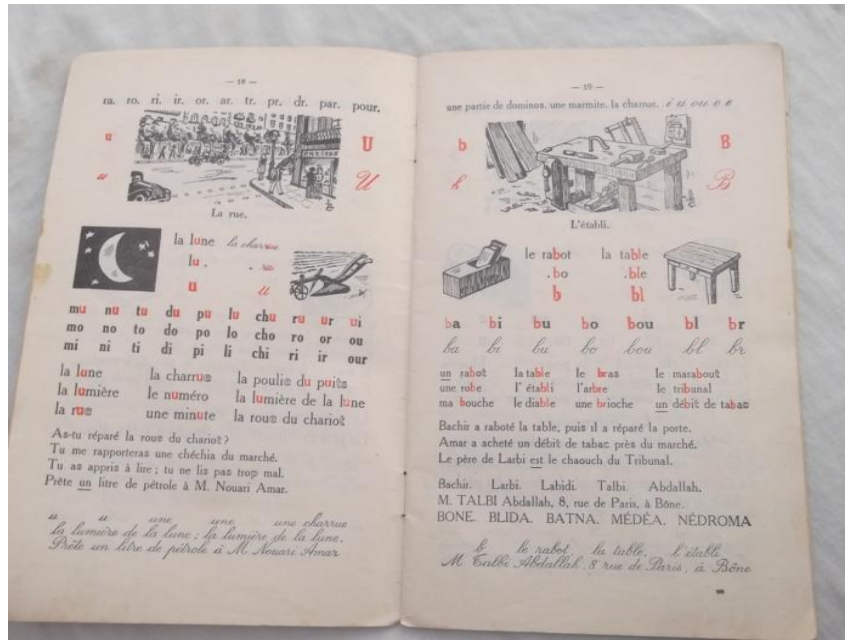 — 18 —
ra. ro. ri. ir. or. ar. tr. pr. dr. par. pour.
u U
u U
La rue.
la lune la charrue
lu . . ru
u u
mu nu tu du pu lu chu ru ur ui
mo no to do po lo cho ro or ou
mi ni ti di pi li chi ri ir our
la lune la charrue la poulie du puits
la lumière le numéro la lumière de la lune
la rue une minute la roue du chariot
As-tu réparé la roue du chariot ?
Tu me rapporteras une chéchia du marché.
Tu as appris à lire ; tu ne lis pas trop mal.
Prête un litre de pétrole à M. Nouari Amar.
u u une une une charrue
la lumière de la lune ; la lumière de la lune.
Prête un litre de pétrole à M. Nouari Amar
— 19 —
une partie de dominos. une marmite. la charrue. i u ou o e
b B
b B
L'établi.
le rabot la table
.bo .ble
b bl
ba bi bu bo bou bl br
ba bi bu bo bou bl br
un rabot la table le bras le marabout
une robe l'établi l'arbre le tribunal
ma bouche le diable une brioche un débit de tabac
Bachir a raboté la table, puis il a réparé la porte.
Amar a acheté un débit de tabac près du marché.
Le père de Larbi est le chaouch du Tribunal.
Bachir. Larbi. Labidi. Talbi. Abdallah.
M. TALBI Abdallah, 8, rue de Paris, à Bône.
BONE. BLIDA. BATNA. MÉDÉA. NÉDROMA
b le rabot la table, l'établi
M. Talbi Abdallah, 8 rue de Paris, à Bône